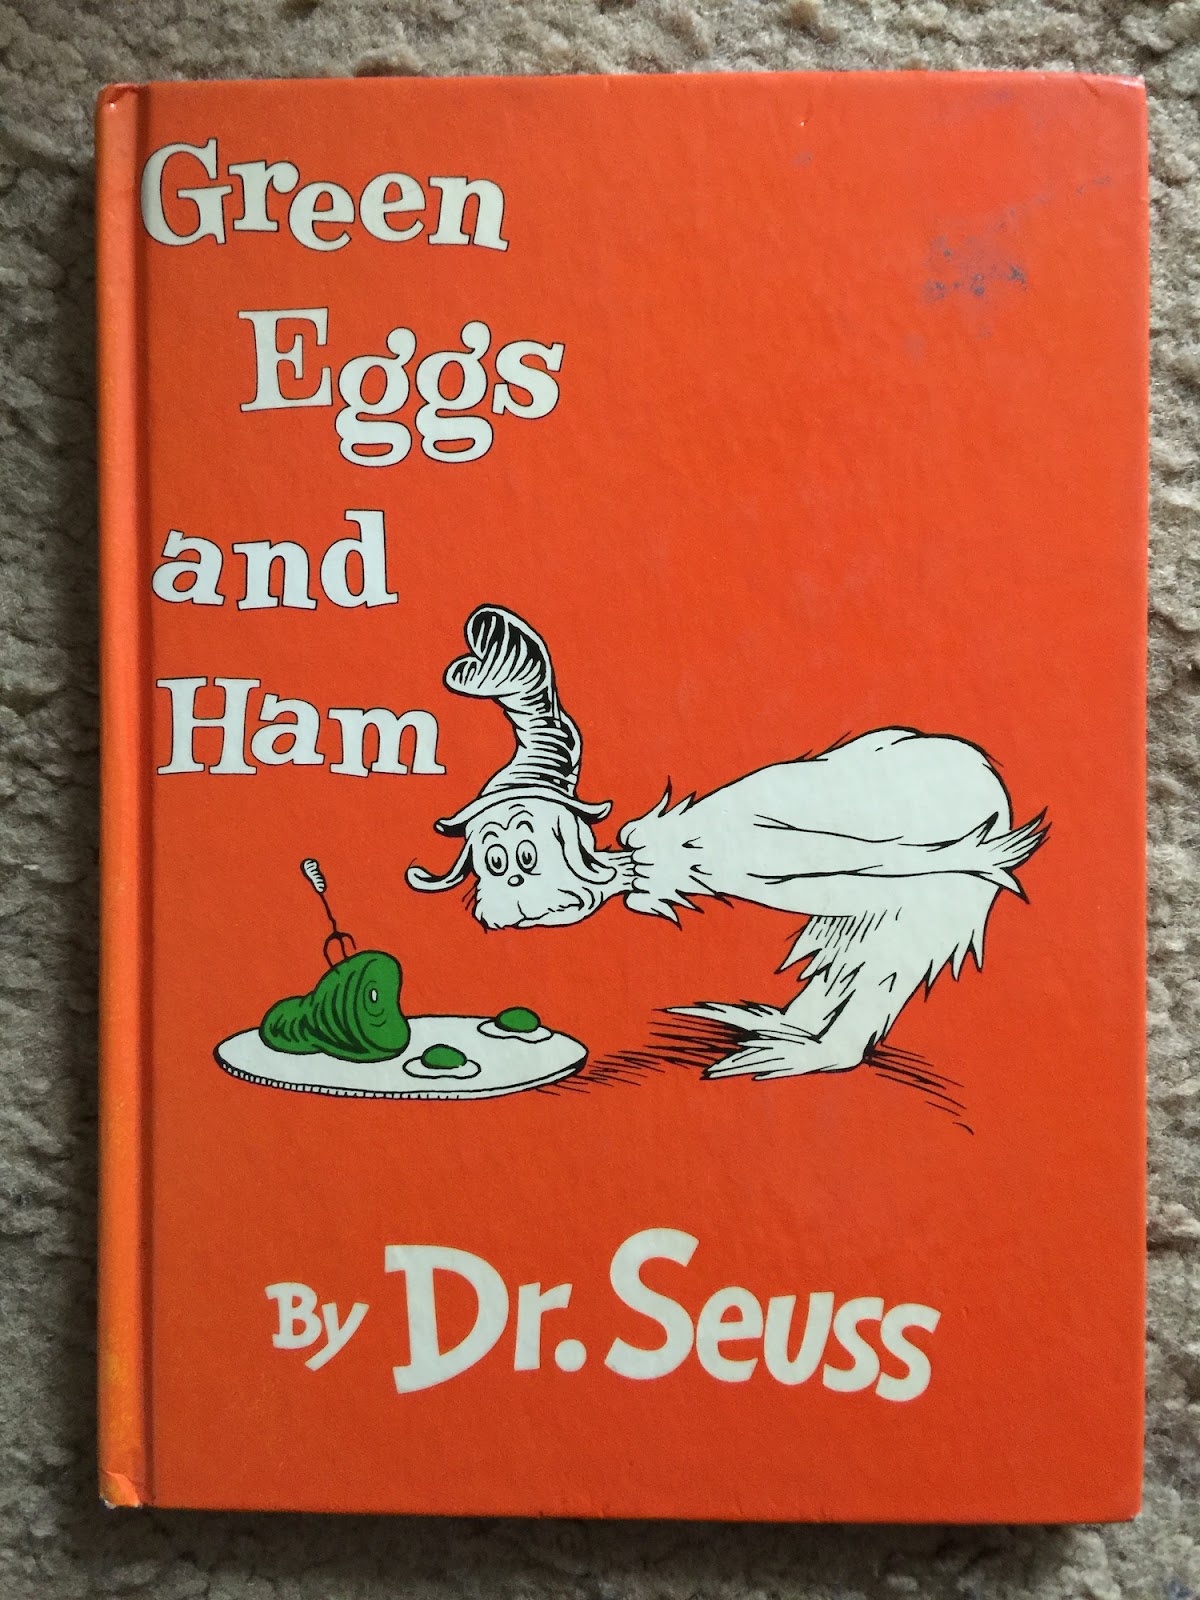 Green
Eggs
and
Ham
By Dr. Seuss